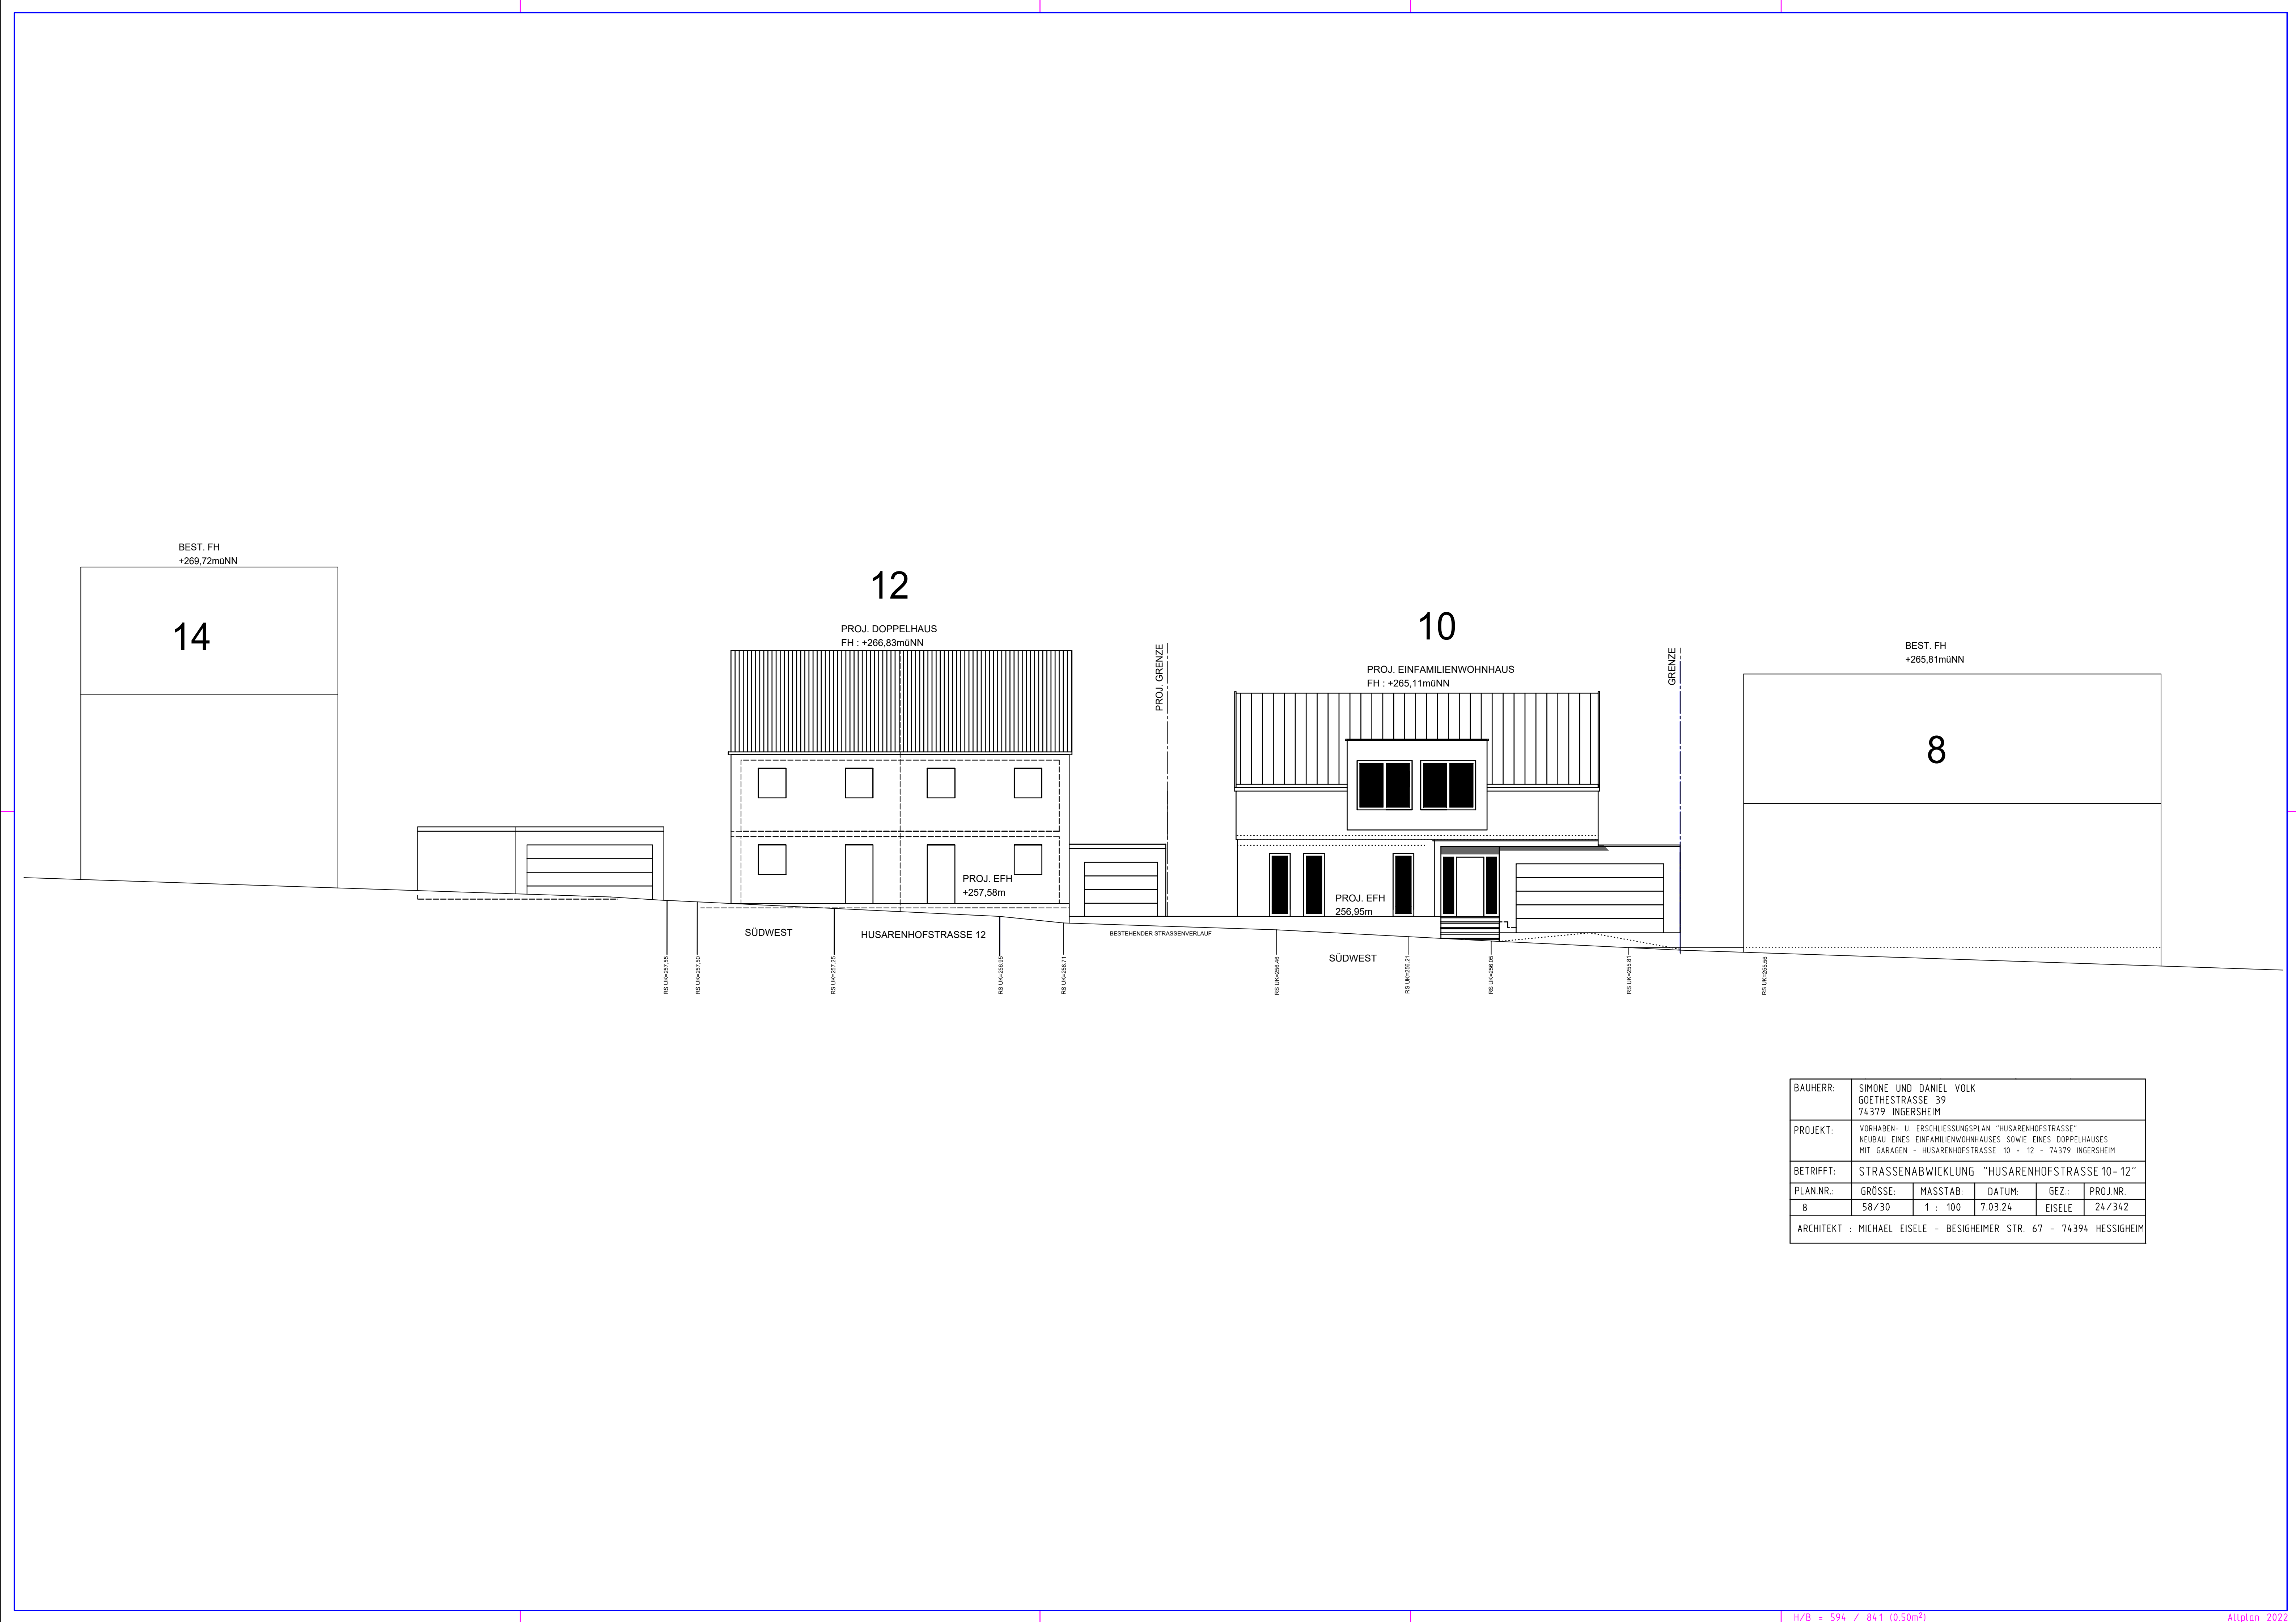 BEST. FH
+269,72müNN
14
12
PROJ. DOPPELHAUS
FH : +266,83müNN
PROJ. GRENZE
10
PROJ. EINFAMILIENWOHNHAUS
FH : +265,11müNN
GRENZE
BEST. FH
+265,81müNN
8
PROJ. EFH
+257,58m
PROJ. EFH
256,95m
SÜDWEST
HUSARENHOFSTRASSE 12
BESTEHENDER STRASSENVERLAUF
SÜDWEST
RS UK=257.55
RS UK=257.50
RS UK=257.25
RS UK=256.95
RS UK=256.71
RS UK=256.46
RS UK=256.21
RS UK=256.05
RS UK=255.81
RS UK=255.56
BAUHERR: SIMONE UND DANIEL VOLK
GOETHESTRASSE 39
74379 INGERSHEIM
PROJEKT: VORHABEN- U. ERSCHLIESSUNGSPLAN "HUSARENHOFSTRASSE"
NEUBAU EINES EINFAMILIENWOHNHAUSES SOWIE EINES DOPPELHAUSES
MIT GARAGEN - HUSARENHOFSTRASSE 10 + 12 - 74379 INGERSHEIM
BETRIFFT: STRASSENABWICKLUNG "HUSARENHOFSTRASSE 10-12"
PLAN.NR.: GRÖSSE: MASSTAB: DATUM: GEZ.: PROJ.NR.
8 58/30 1 : 100 7.03.24 EISELE 24/342
ARCHITEKT : MICHAEL EISELE - BESIGHEIMER STR. 67 - 74394 HESSIGHEIM
H/B = 594 / 841 (0.50m²)
Allplan 2022